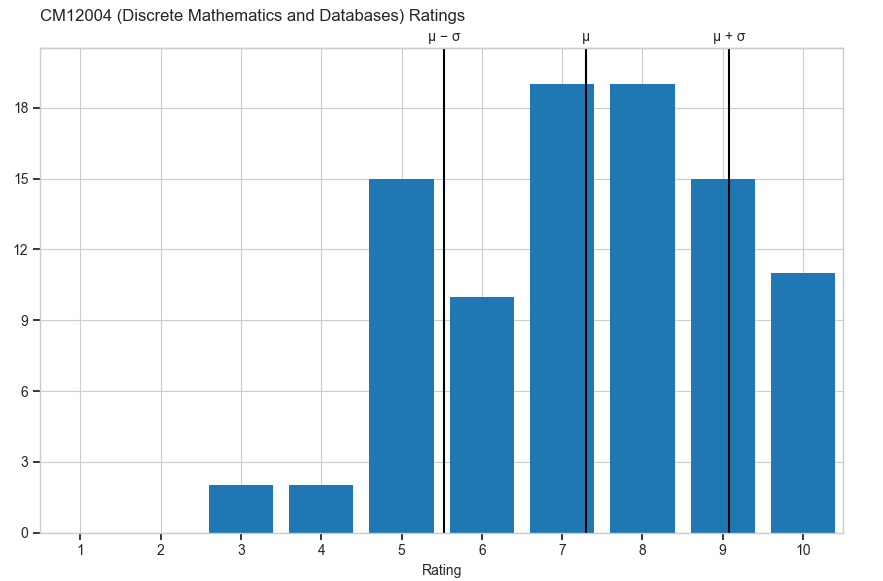 CM12004 (Discrete Mathematics and Databases) Ratings
μ − σ μ μ + σ
18
15
12
9
6
3
0
1 2 3 4 5 6 7 8 9 10
Rating